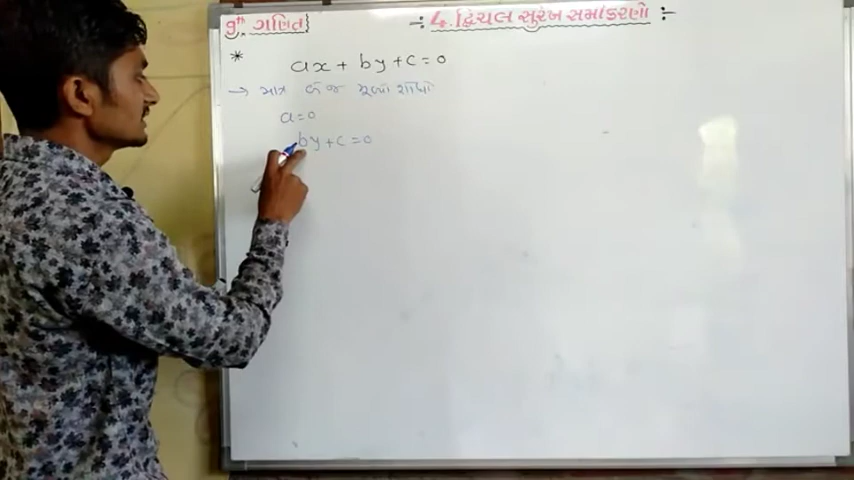 9th ગણિત
-: 4. દ્વિચલ સુરેખ સમીકરણો :-
* ax + by + c = 0
→ માત્ર બે જ મૂલ્યો શોધો
a = 0
by + c = 0